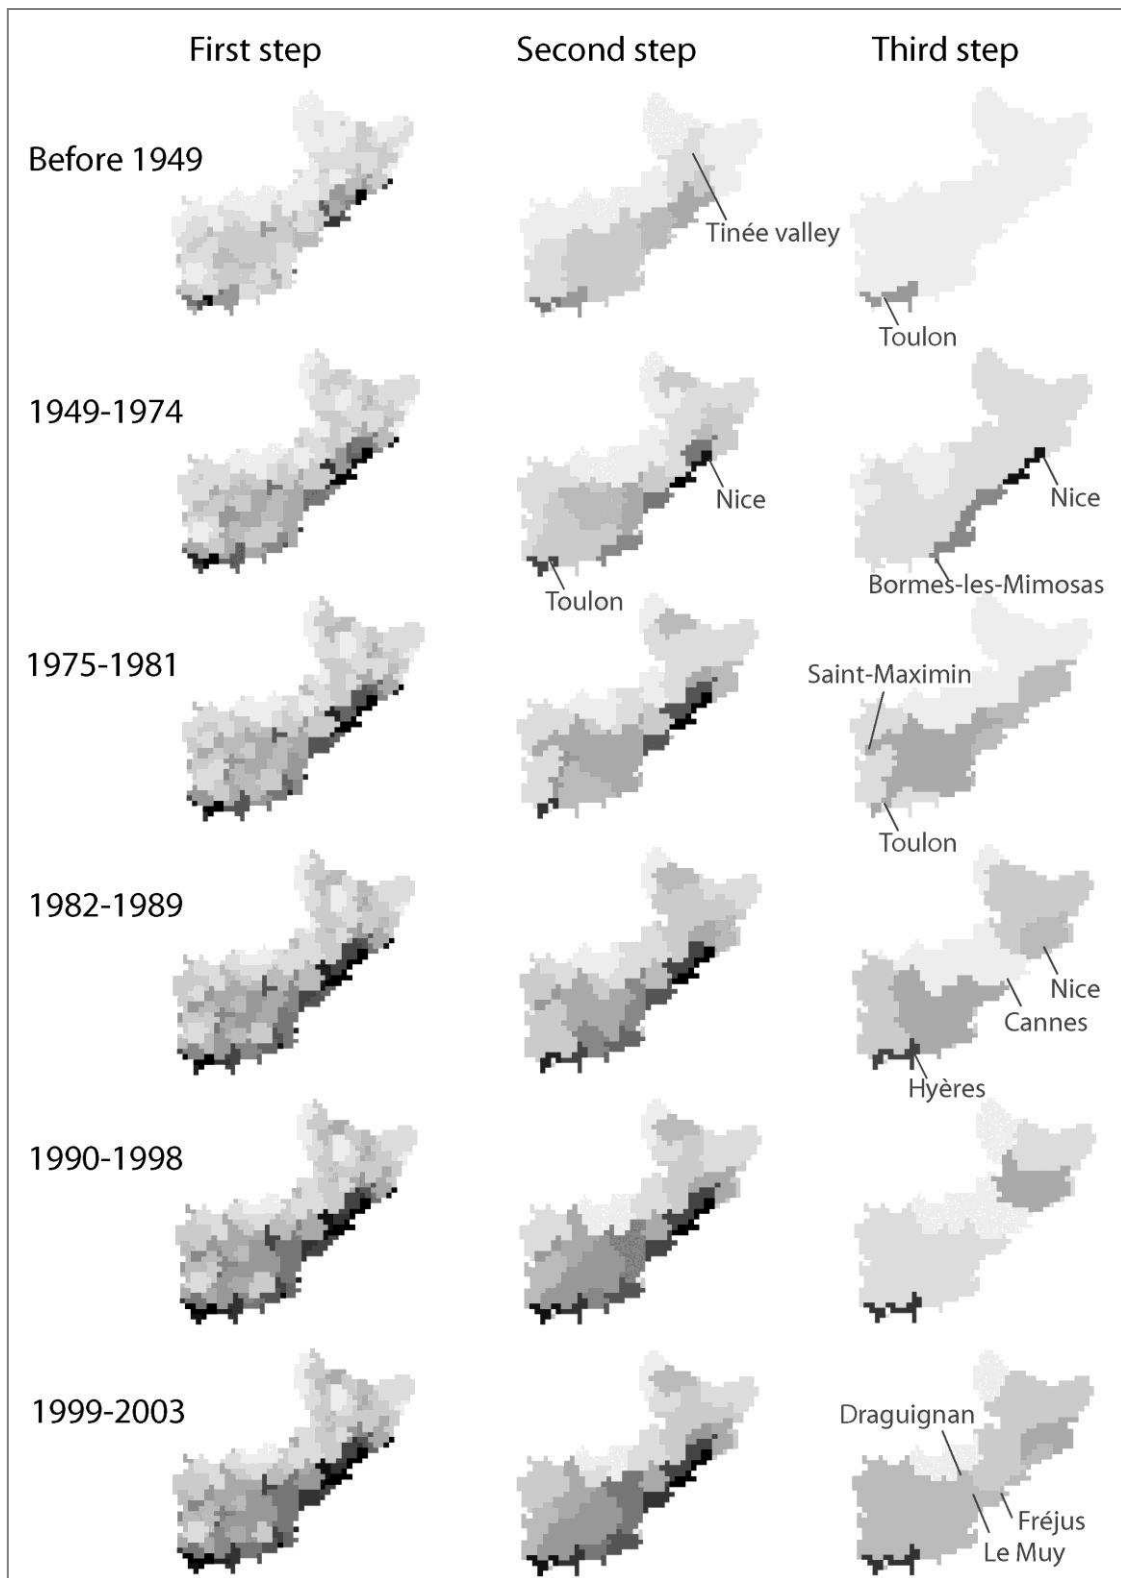 First step
Second step
Third step
Before 1949
Tinée valley
Toulon
1949-1974
Nice
Nice
Toulon
Bormes-les-Mimosas
1975-1981
Saint-Maximin
Toulon
1982-1989
Nice
Cannes
Hyères
1990-1998
1999-2003
Draguignan
Fréjus
Le Muy